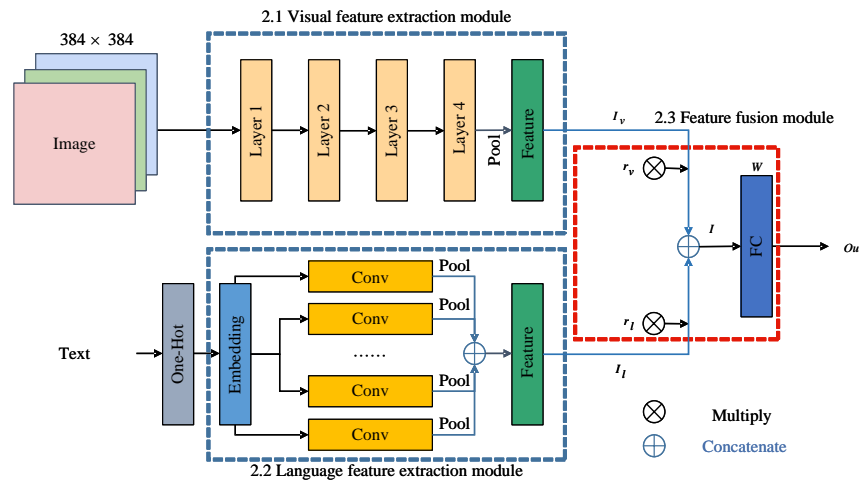 2.1 Visual feature extraction module
384 × 384
Image
Layer 1
Layer 2
Layer 3
Layer 4
Pool
Feature
I_v
2.3 Feature fusion module
r_v
W
I
FC
Ou
r_l
I_l
Text
One-Hot
Embedding
Conv
Pool
Conv
Pool
......
Conv
Pool
Conv
Pool
Feature
2.2 Language feature extraction module
Multiply
Concatenate